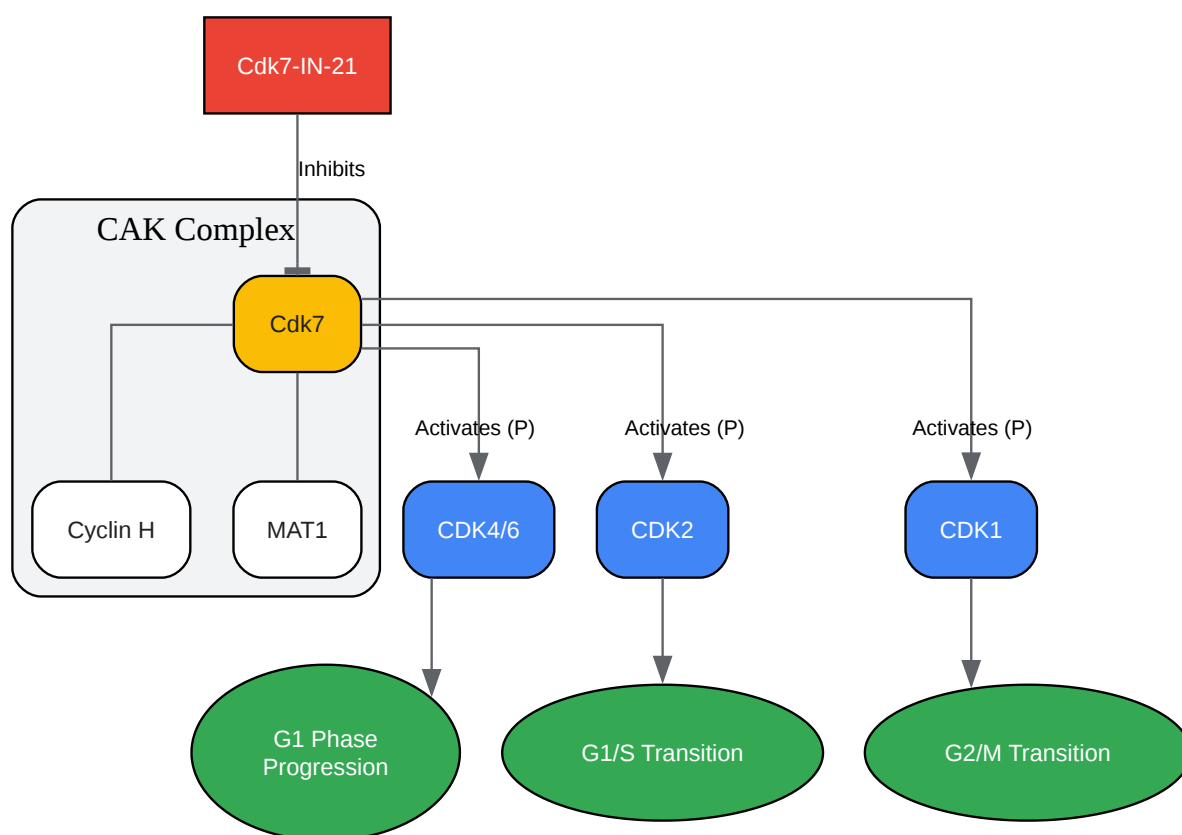 Cdk7-IN-21
Inhibits
CAK Complex
Cdk7
Activates (P)
Activates (P)
Activates (P)
Cyclin H
MAT1
CDK4/6
CDK2
CDK1
G1 Phase
Progression
G1/S Transition
G2/M Transition